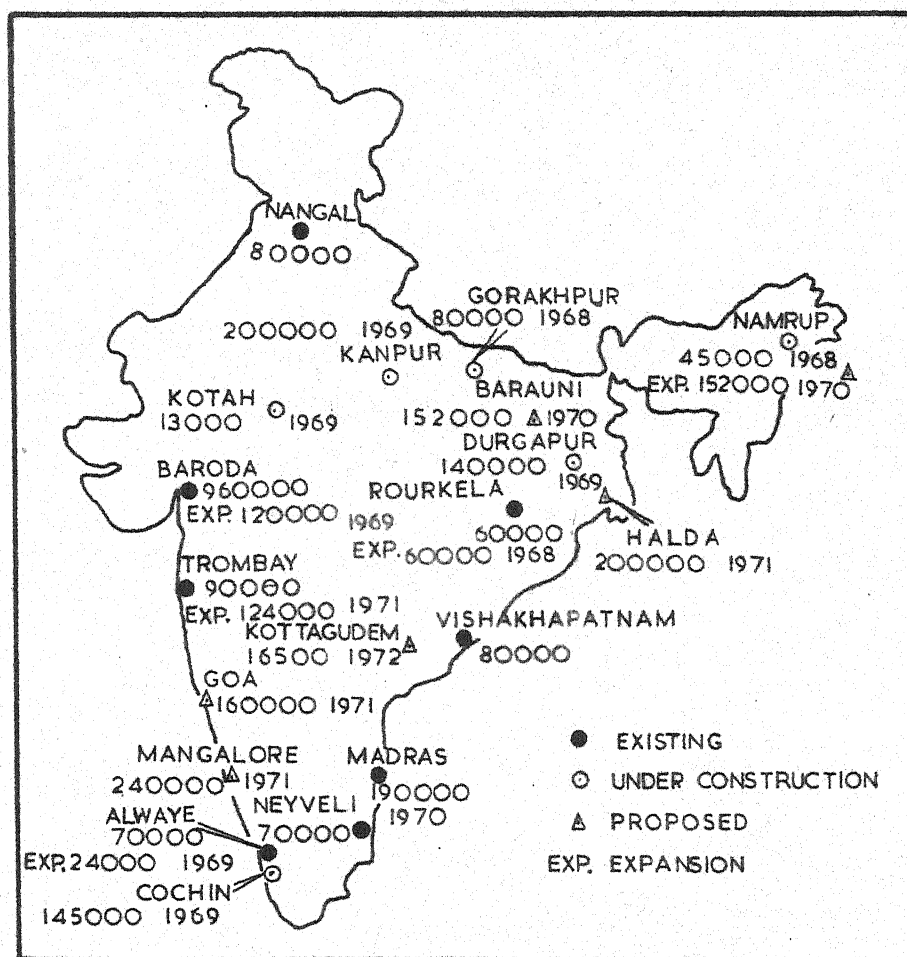 NANGAL
80000
GORAKHPUR
80000 1968
200000 1969
KANPUR
NAMRUP
45000 1968
EXP. 152000 1970
BARAUNI
152000 1970
KOTAH
13000 1969
DURGAPUR
140000
1969
BARODA
960000
EXP. 120000 1969
ROURKELA
60000
EXP. 60000 1968
HALDA
200000 1971
TROMBAY
90000
EXP. 124000 1971
KOTTAGUDEM
16500 1972
VISHAKHAPATNAM
80000
GOA
160000 1971
MANGALORE
240000 1971
MADRAS
190000
1970
NEYVELI
70000
ALWAYE
70000
EXP. 24000 1969
COCHIN
145000 1969
EXISTING
UNDER CONSTRUCTION
PROPOSED
EXP. EXPANSION